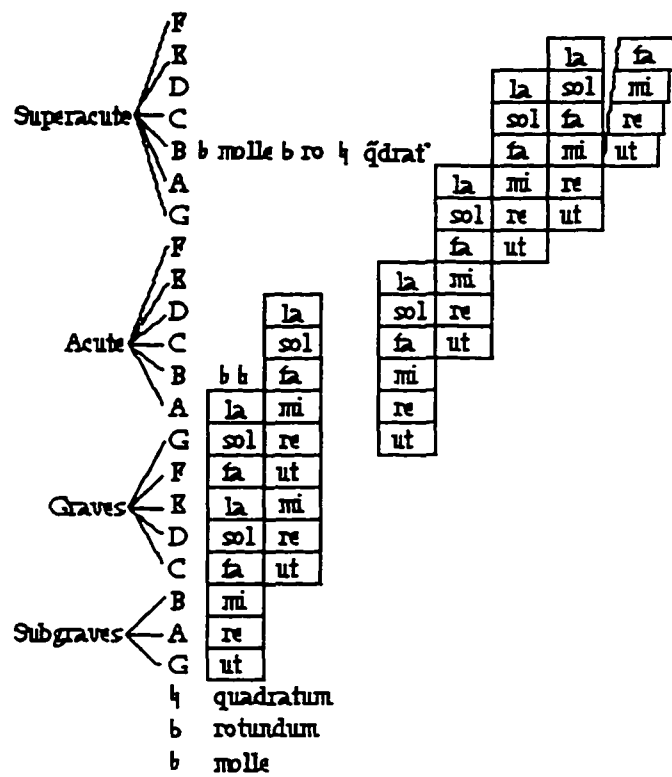 F
E la fa
D la sol mi
Superacute C sol fa re
B b molle b ro ♮ q̃drat' fa mi ut
A la mi re
G sol re ut
F fa ut
E la mi
D la sol re
Acute C sol fa ut
B b♮ fa mi
A la mi re
G sol re ut
F fa ut
Graves E la mi
D sol re
C fa ut
B mi
Subgraves A re
G ut
♮ quadratum
b rotundum
b molle